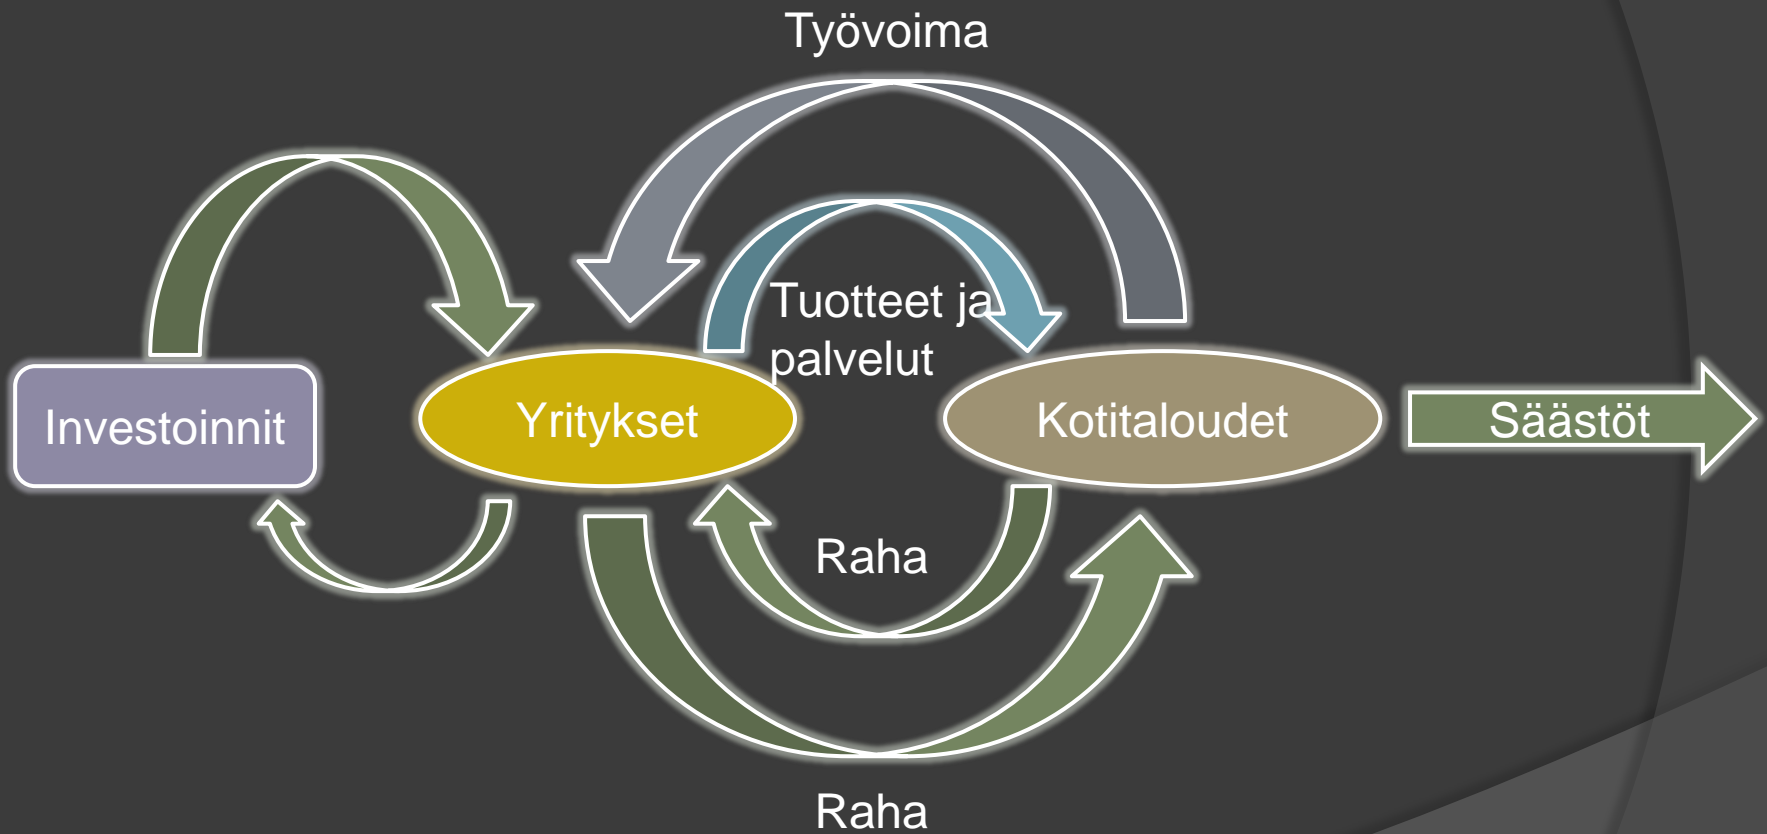 Työvoima
Tuotteet ja
palvelut
Investoinnit
Yritykset
Kotitaloudet
Säästöt
Raha
Raha